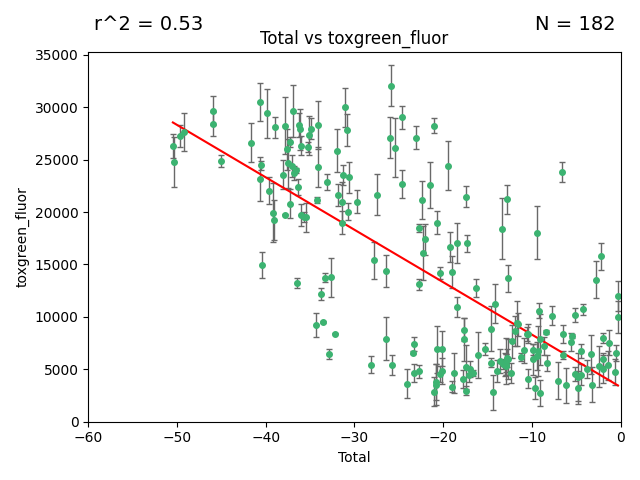 r^2 = 0.53 N = 182
Total vs toxgreen_fluor
35000
30000
25000
20000
15000
10000
5000
0
toxgreen_fluor
−60 −50 −40 −30 −20 −10 0
Total